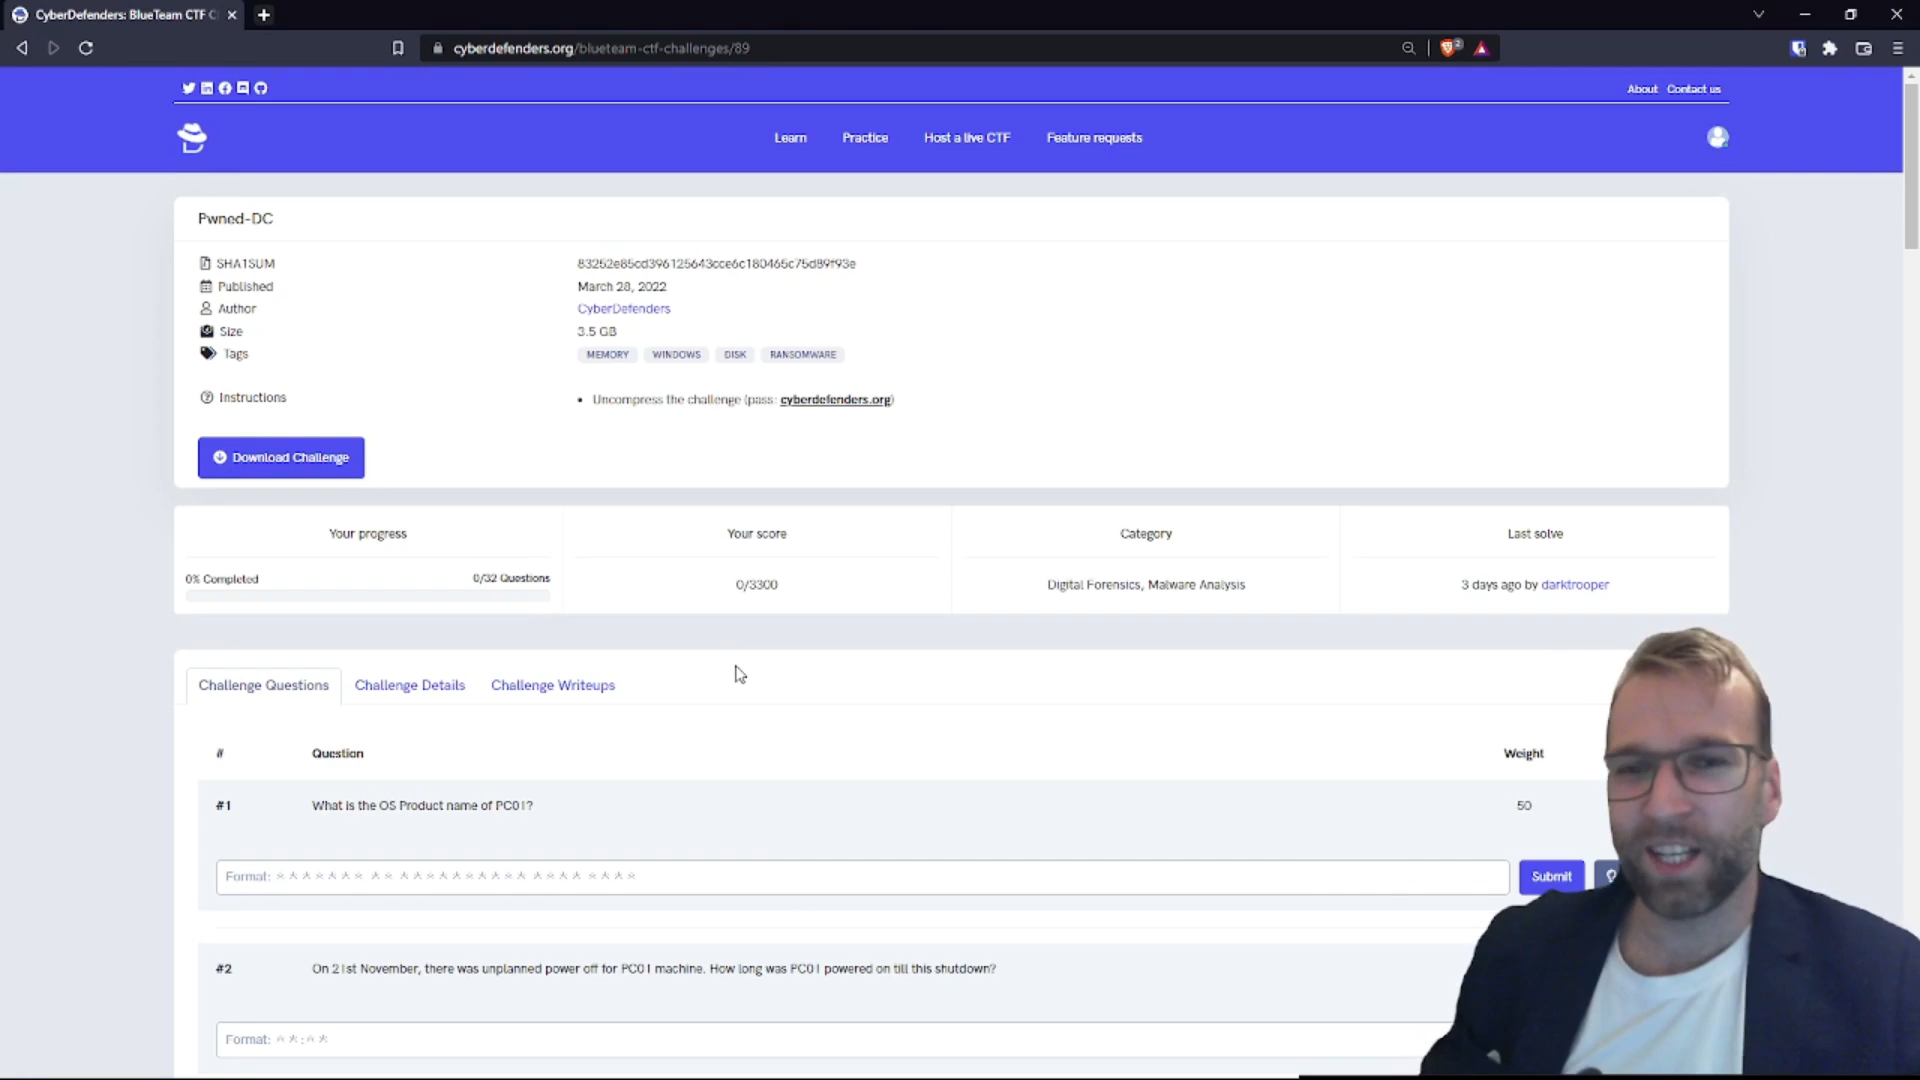 CyberDefenders: BlueTeam CTF C
cyberdefenders.org/blueteam-ctf-challenges/89
2
About Contact us
Learn Practice Host a live CTF Feature requests
Pwned-DC
SHA1SUM 83252e85cd396125643cce6c180465c75d89f93e
Published March 28, 2022
Author CyberDefenders
Size 3.5 GB
Tags MEMORY WINDOWS DISK RANSOMWARE
Instructions • Uncompress the challenge (pass: cyberdefenders.org)
Download Challenge
Your progress Your score Category Last solve
0% Completed 0/32 Questions 0/3300 Digital Forensics, Malware Analysis 3 days ago by darktrooper
Challenge Questions Challenge Details Challenge Writeups
# Question Weight
#1 What is the OS Product name of PC01? 50
Format: ******* ** ********** ***** **** Submit
#2 On 21st November, there was unplanned power off for PC01 machine. How long was PC01 powered on till this shutdown?
Format: **:**